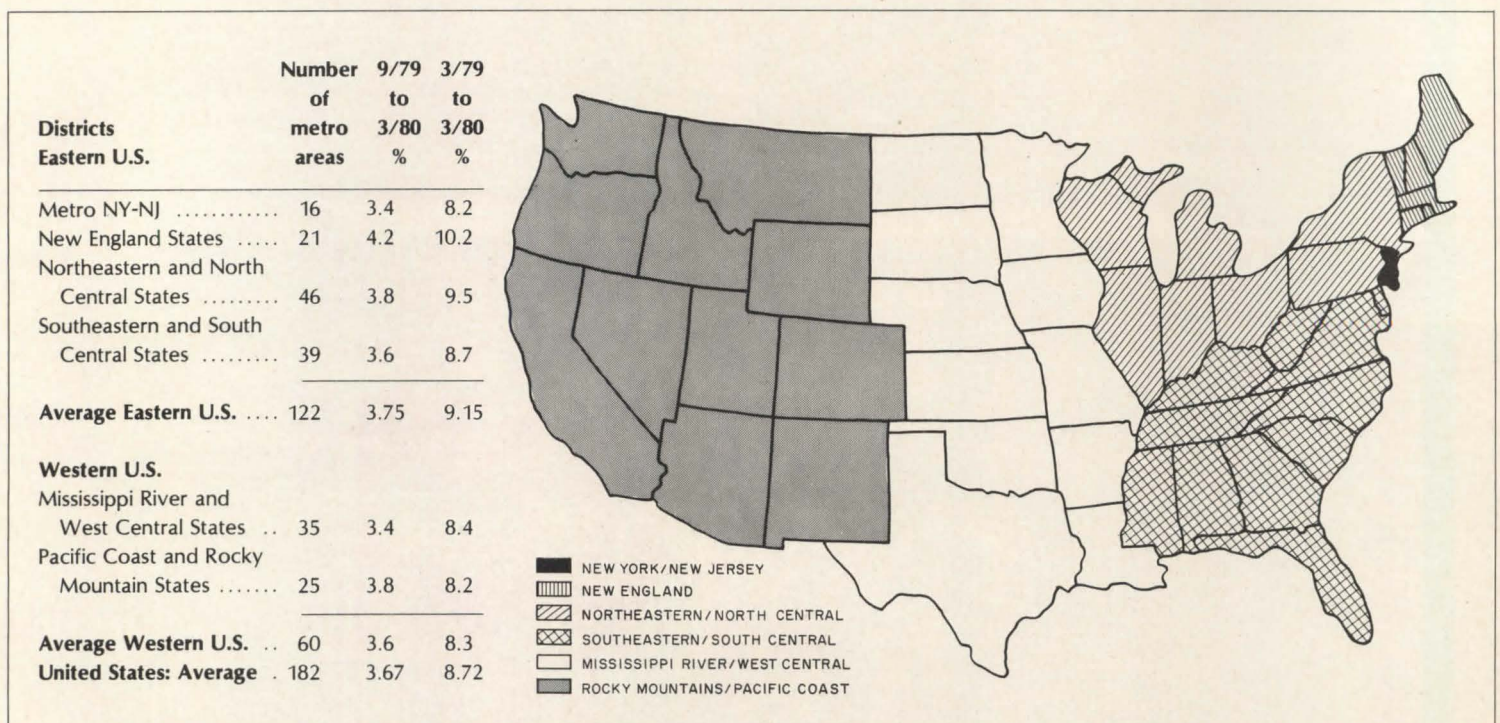 Number 9/79 3/79
of to to
Districts metro 3/80 3/80
Eastern U.S. areas % %
Metro NY-NJ ............ 16 3.4 8.2
New England States ..... 21 4.2 10.2
Northeastern and North
Central States ......... 46 3.8 9.5
Southeastern and South
Central States ......... 39 3.6 8.7
Average Eastern U.S. .... 122 3.75 9.15
Western U.S.
Mississippi River and
West Central States .. 35 3.4 8.4
Pacific Coast and Rocky
Mountain States ....... 25 3.8 8.2
Average Western U.S. .. 60 3.6 8.3
United States: Average . 182 3.67 8.72
NEW YORK/NEW JERSEY
NEW ENGLAND
NORTHEASTERN/NORTH CENTRAL
SOUTHEASTERN/SOUTH CENTRAL
MISSISSIPPI RIVER/WEST CENTRAL
ROCKY MOUNTAINS/PACIFIC COAST